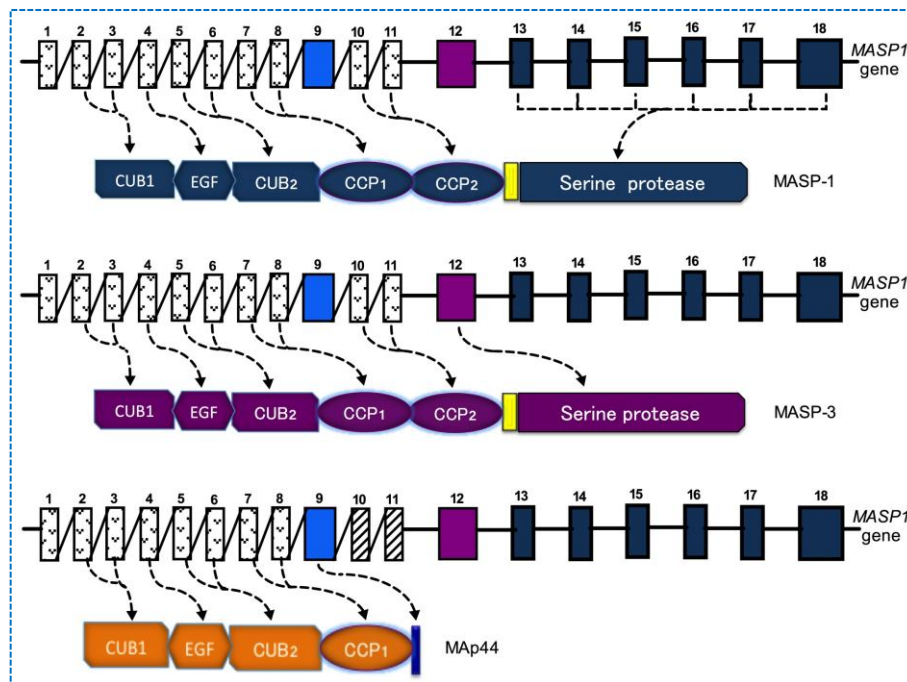 1 2 3 4 5 6 7 8 9 10 11 12 13 14 15 16 17 18
MASP1
gene
CUB1 EGF CUB2 CCP1 CCP2 Serine protease MASP-1
1 2 3 4 5 6 7 8 9 10 11 12 13 14 15 16 17 18
MASP1
gene
CUB1 EGF CUB2 CCP1 CCP2 Serine protease MASP-3
1 2 3 4 5 6 7 8 9 10 11 12 13 14 15 16 17 18
MASP1
gene
CUB1 EGF CUB2 CCP1 MAp44